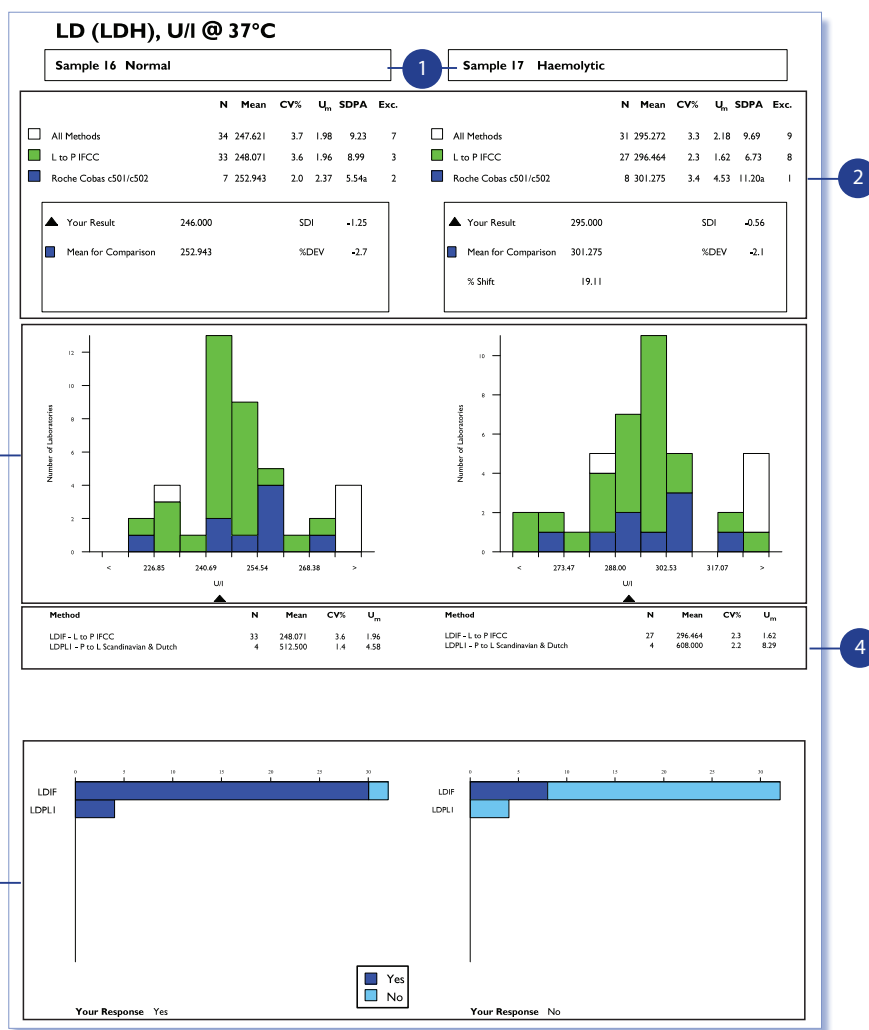 LD (LDH), U/l @ 37°C
Sample 16 Normal
1
Sample 17 Haemolytic
N Mean CV% Um SDPA Exc.
All Methods 34 247.621 3.7 1.98 9.23 7
L to P IFCC 33 248.071 3.6 1.96 8.99 3
Roche Cobas c501/c502 7 252.943 2.0 2.37 5.54a 2
N Mean CV% Um SDPA Exc.
All Methods 31 295.272 3.3 2.18 9.69 9
L to P IFCC 27 296.464 2.3 1.62 6.73 8
Roche Cobas c501/c502 8 301.275 3.4 4.53 11.20a 1
2
Your Result 246.000 SDI -1.25
Mean for Comparison 252.943 %DEV -2.7
Your Result 295.000 SDI -0.56
Mean for Comparison 301.275 %DEV -2.1
% Shift 19.11
Number of Laboratories
12
10
8
6
4
2
0
< 226.85 240.69 254.54 268.38 >
U/l
Number of Laboratories
10
8
6
4
2
0
< 273.47 288.00 302.53 317.07 >
U/l
Method N Mean CV% Um
LDIF - L to P IFCC 33 248.071 3.6 1.96
LDPL1 - P to L Scandinavian & Dutch 4 512.500 1.4 4.58
Method N Mean CV% Um
LDIF - L to P IFCC 27 296.464 2.3 1.62
LDPL1 - P to L Scandinavian & Dutch 4 608.000 2.2 8.29
4
0 5 10 15 20 25 30
LDIF
LDPL1
0 5 10 15 20 25 30
LDIF
LDPL1
Yes
No
Your Response Yes
Your Response No